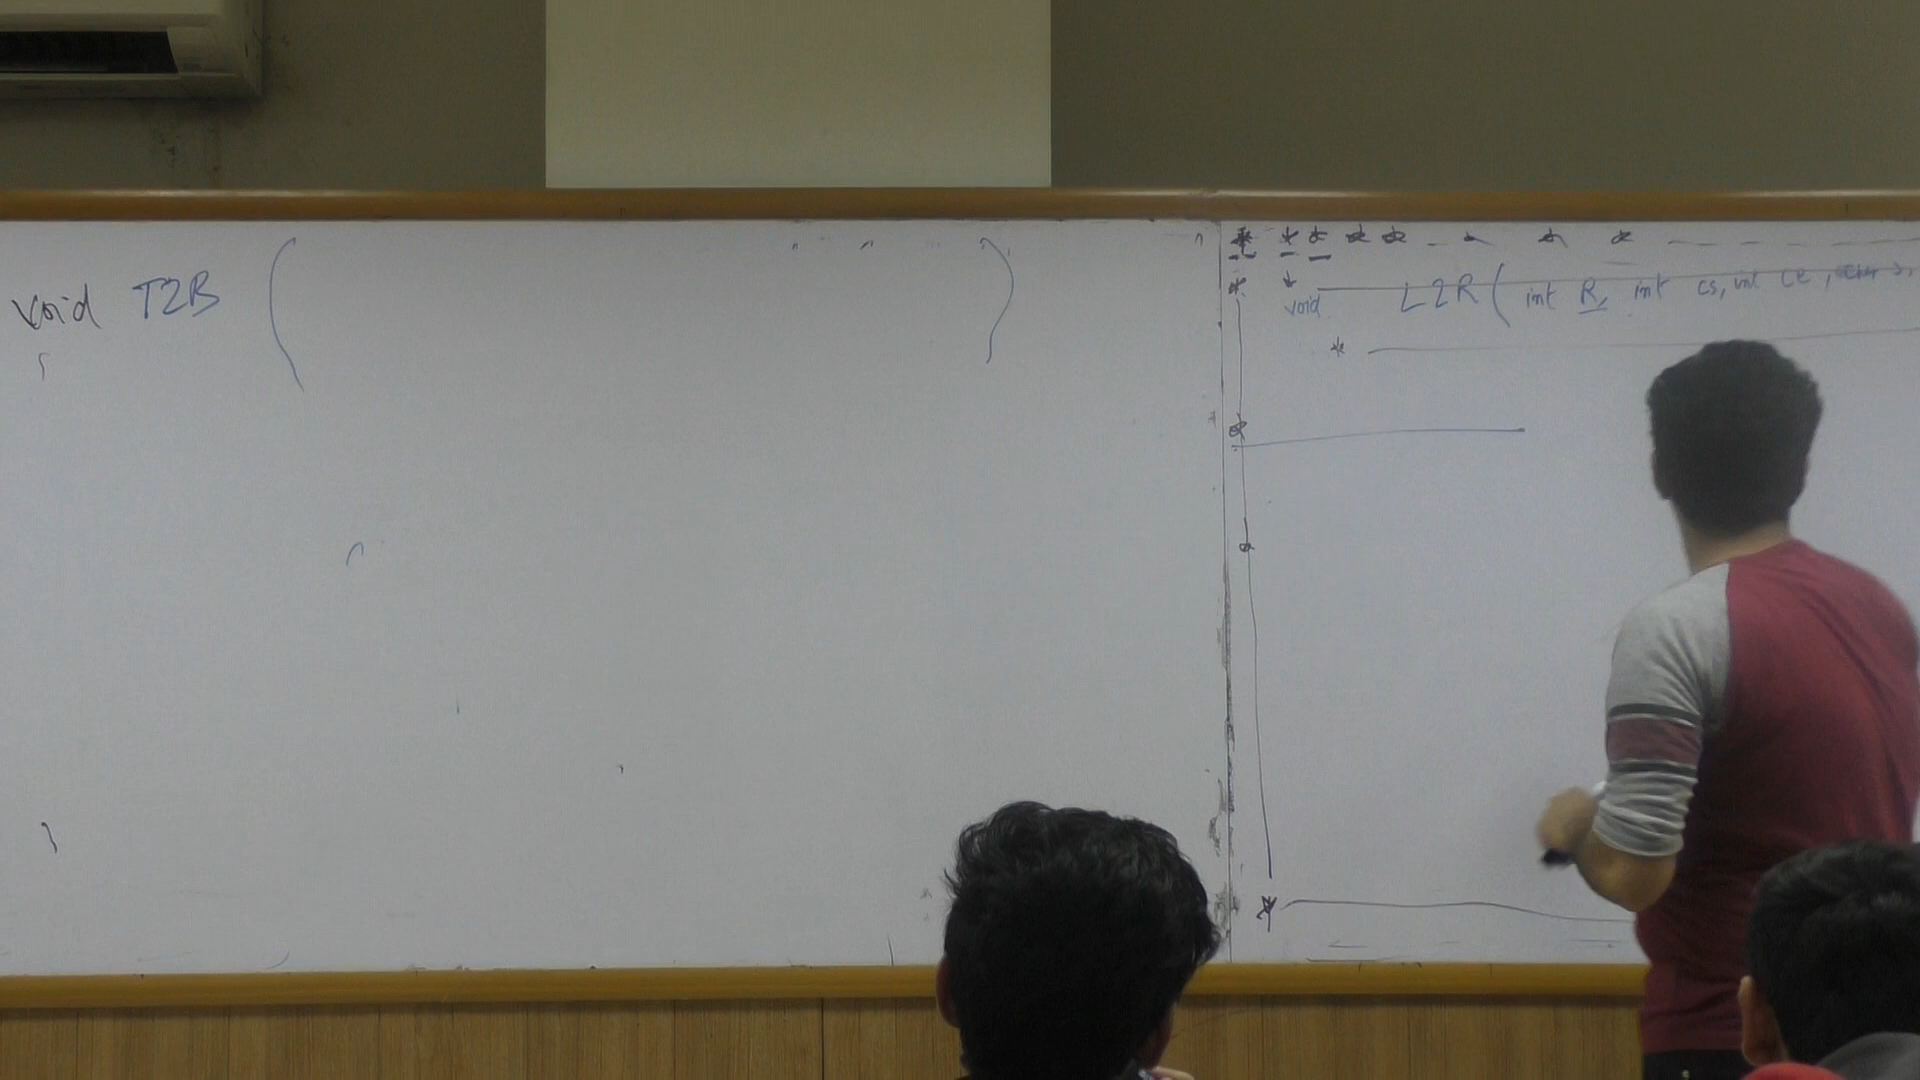 void T2B (                )
* * * * * - * * *
*
void L2R ( int R, int cs, int ce,
*
*
*
*